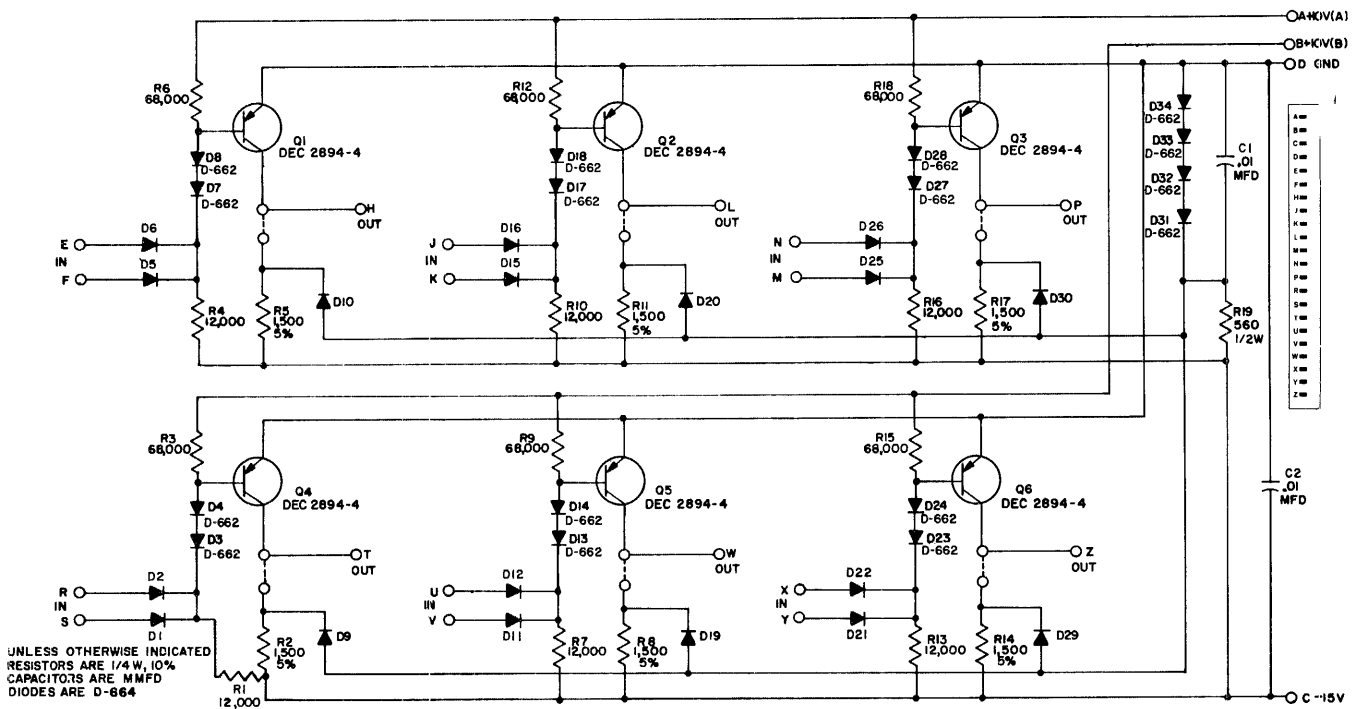 A+10V(A)
B+10V(B)
D GND
R6
68,000
Q1
DEC 2894-4
D8
D-662
D7
D-662
D6
E
IN
F
D5
H
OUT
R4
12,000
R5
1,500
5%
D10
R12
68,000
Q2
DEC 2894-4
D18
D-662
D17
D-662
D16
J
IN
K
D15
L
OUT
R10
12,000
R11
1,500
5%
D20
R18
68,000
Q3
DEC 2894-4
D28
D-662
D27
D-662
D26
N
IN
M
D25
P
OUT
R16
12,000
R17
1,500
5%
D30
D34
D-662
D33
D-662
D32
D-662
D31
D-662
C1
.01
MFD
R19
560
1/2W
A
B
C
D
E
F
H
J
K
L
M
N
P
R
S
T
U
V
W
X
Y
Z
R3
68,000
Q4
DEC 2894-4
D4
D-662
D3
D-662
D2
R
IN
S
D1
T
OUT
R2
1,500
5%
D9
R1
12,000
R9
68,000
Q5
DEC 2894-4
D14
D-662
D13
D-662
D12
U
IN
V
D11
W
OUT
R7
12,000
R8
1,500
5%
D19
R15
68,000
Q6
DEC 2894-4
D24
D-662
D23
D-662
D22
X
IN
Y
D21
Z
OUT
R13
12,000
R14
1,500
5%
D29
C2
.01
MFD
C -15V
UNLESS OTHERWISE INDICATED
RESISTORS ARE 1/4W, 10%
CAPACITORS ARE MMFD
DIODES ARE D-664